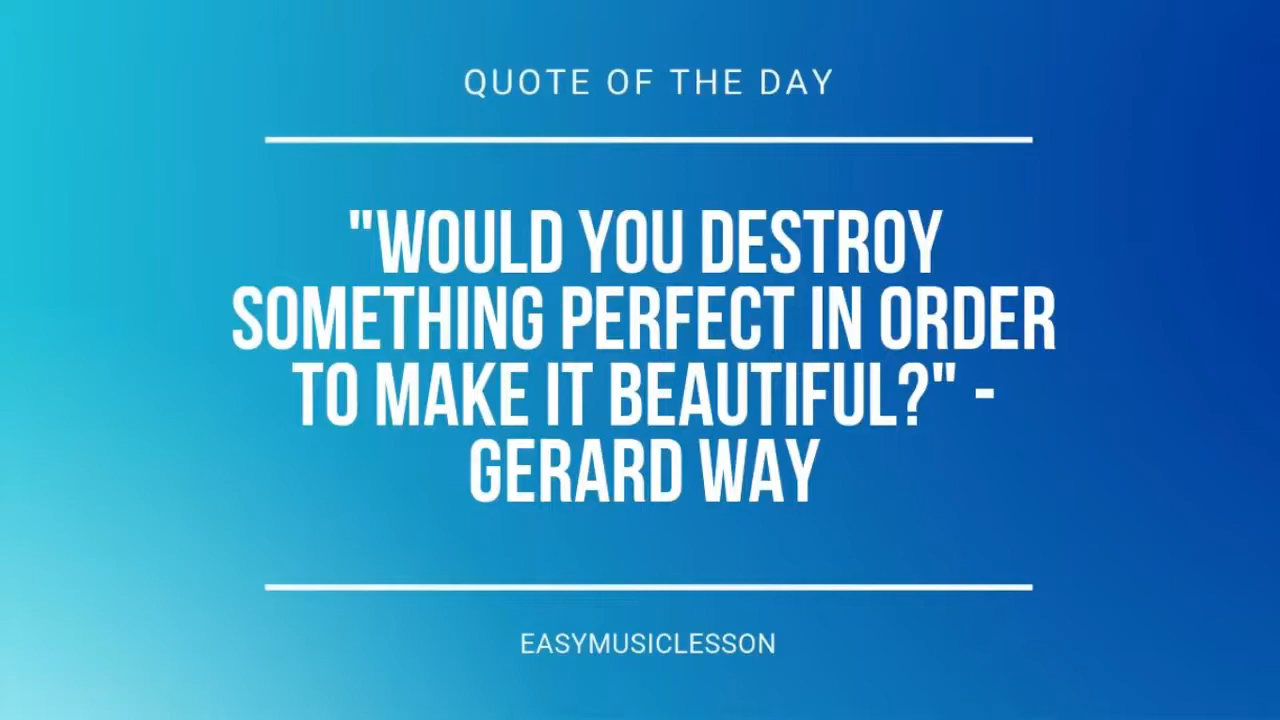 QUOTE OF THE DAY
"WOULD YOU DESTROY
SOMETHING PERFECT IN ORDER
TO MAKE IT BEAUTIFUL?" -
GERARD WAY
EASYMUSICLESSON